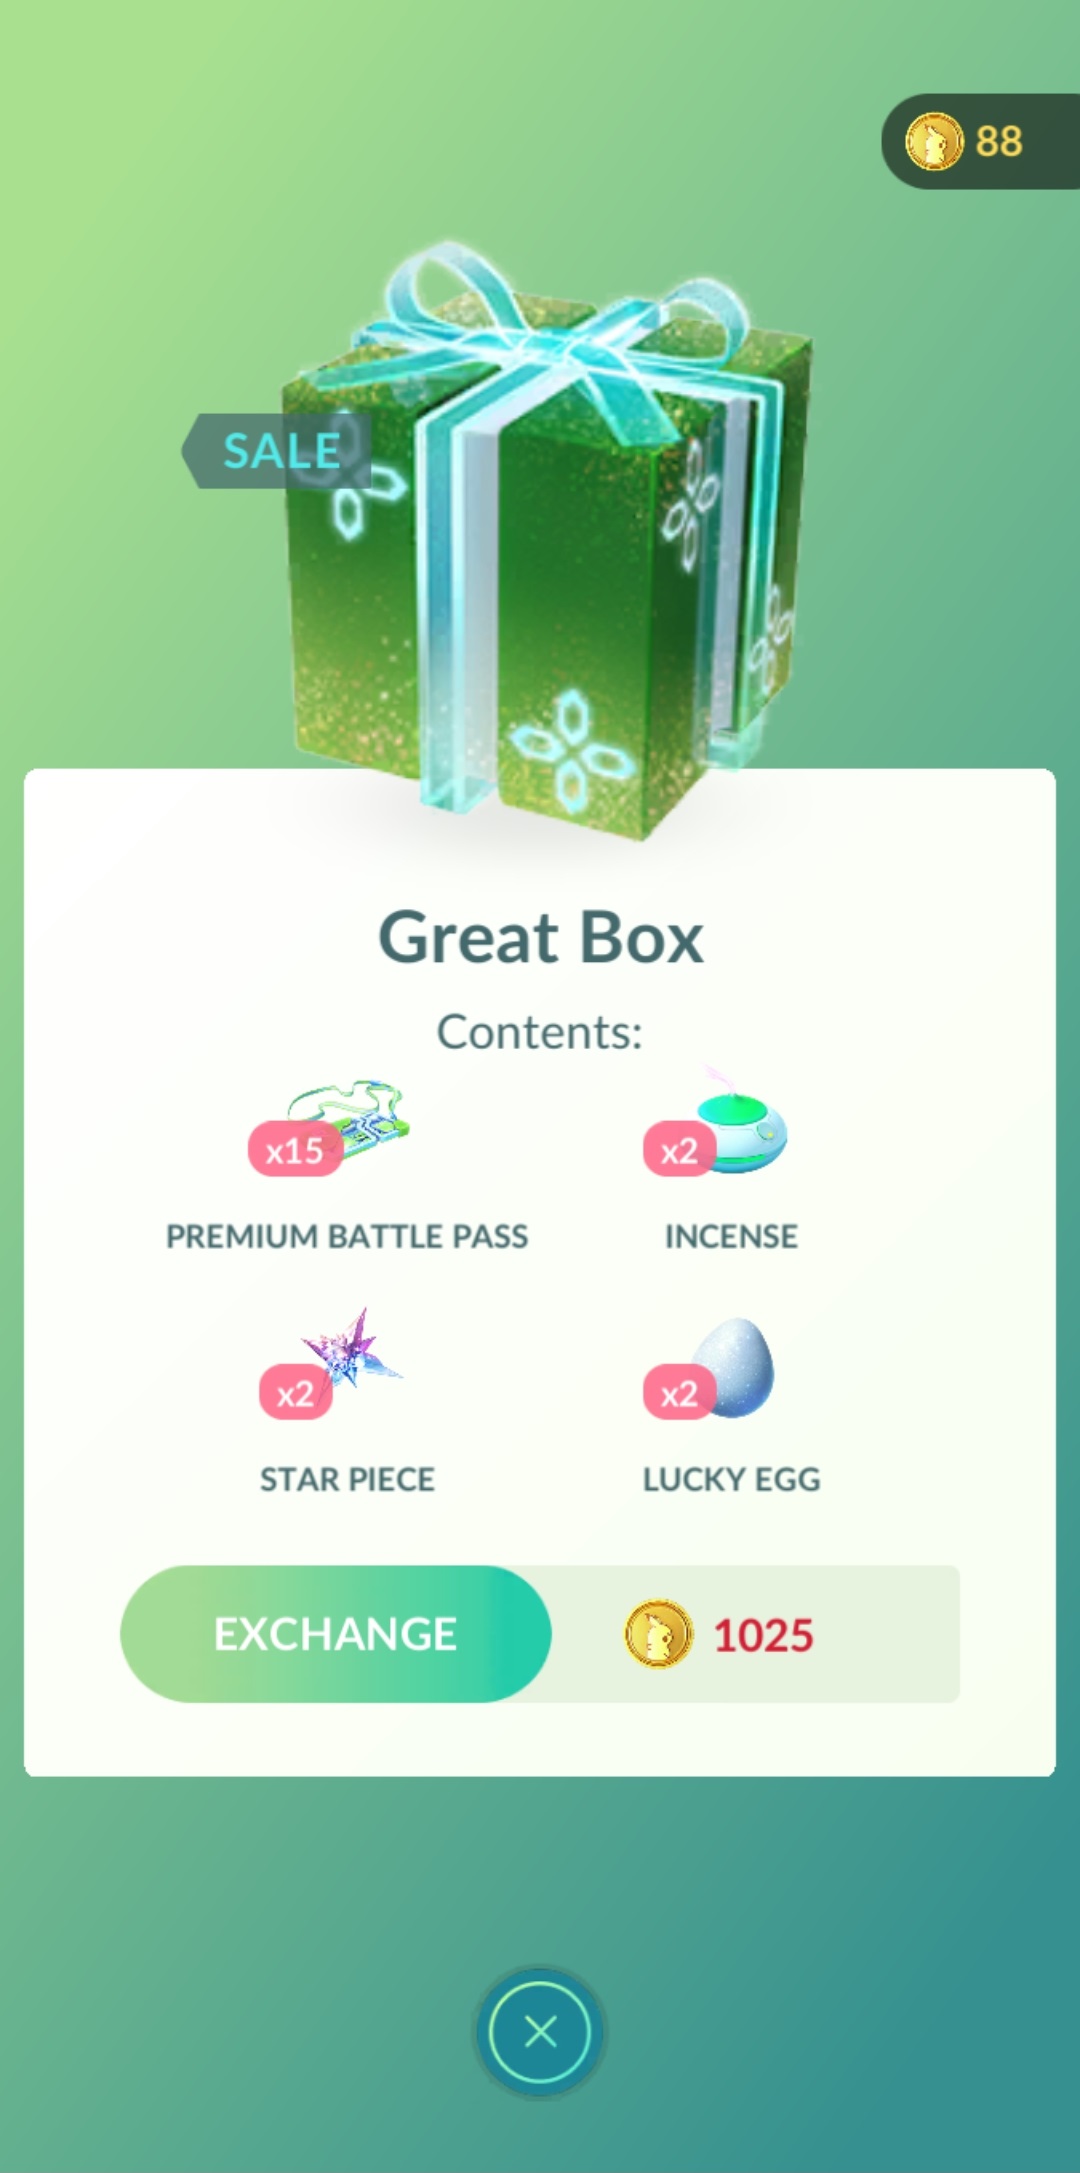 88
SALE
Great Box
Contents:
x15
x2
PREMIUM BATTLE PASS
INCENSE
x2
x2
STAR PIECE
LUCKY EGG
EXCHANGE
1025